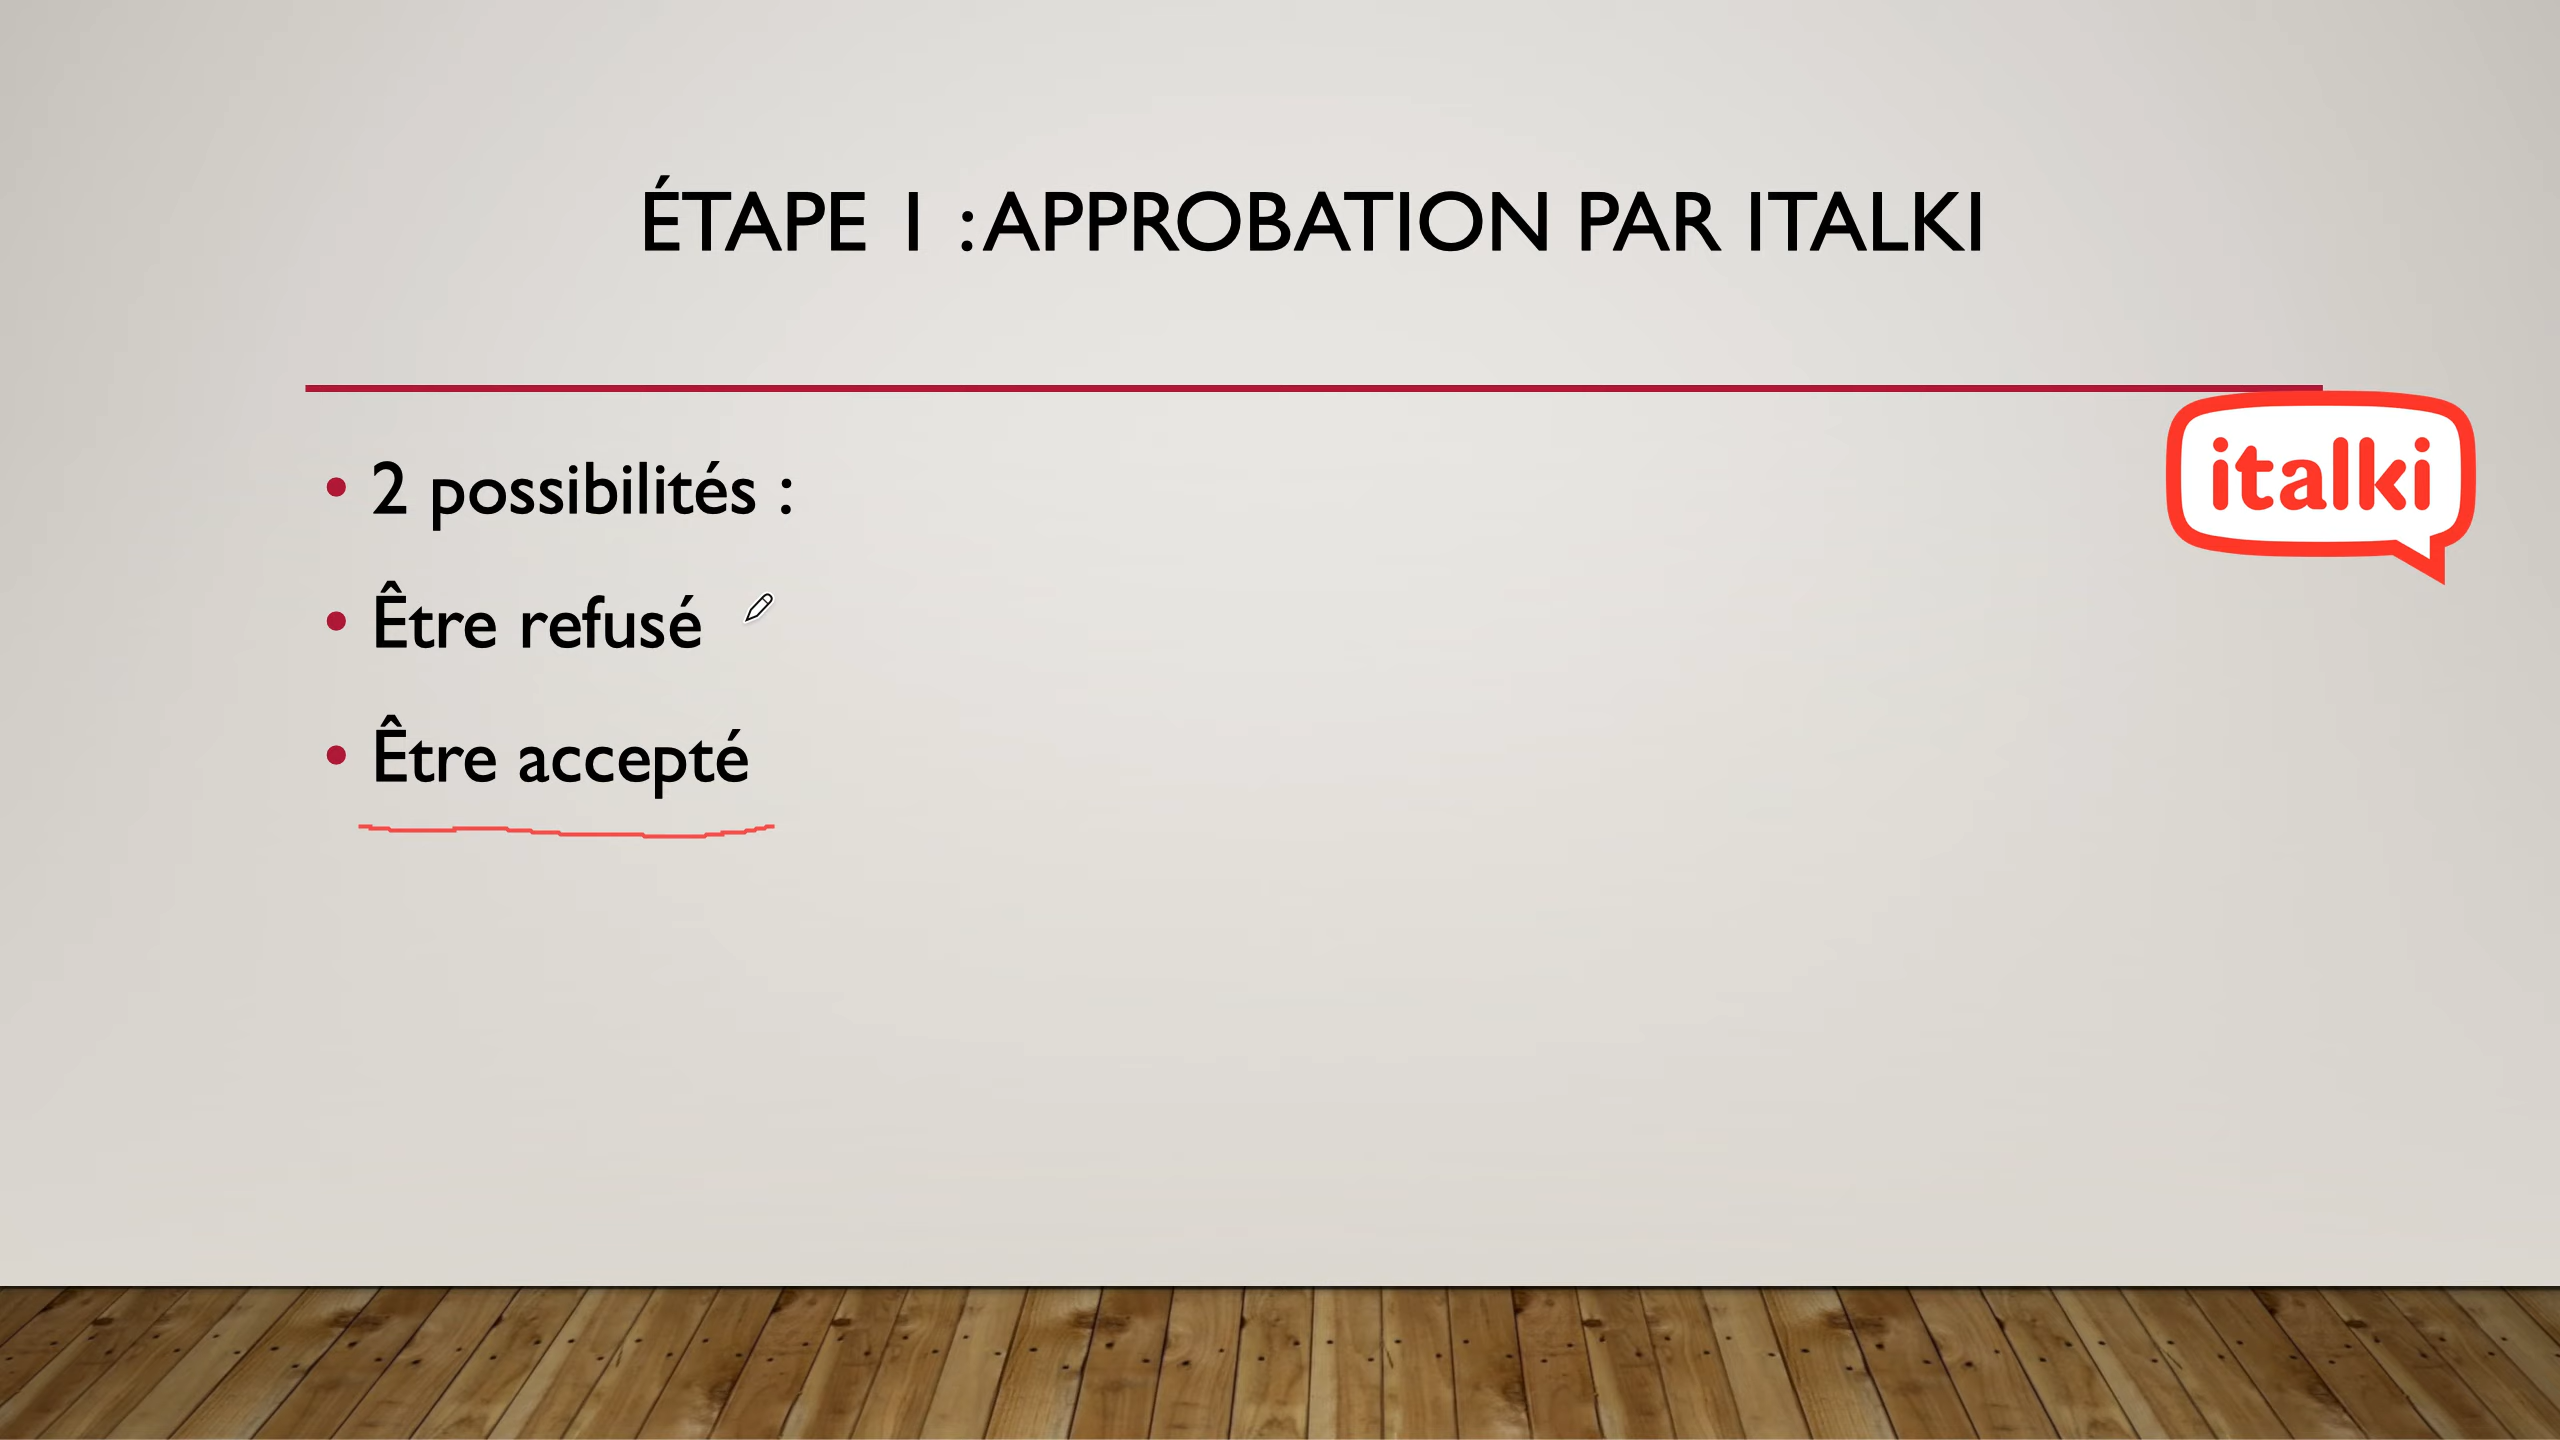 ÉTAPE 1 : APPROBATION PAR ITALKI
italki
• 2 possibilités :
• Être refusé
• Être accepté